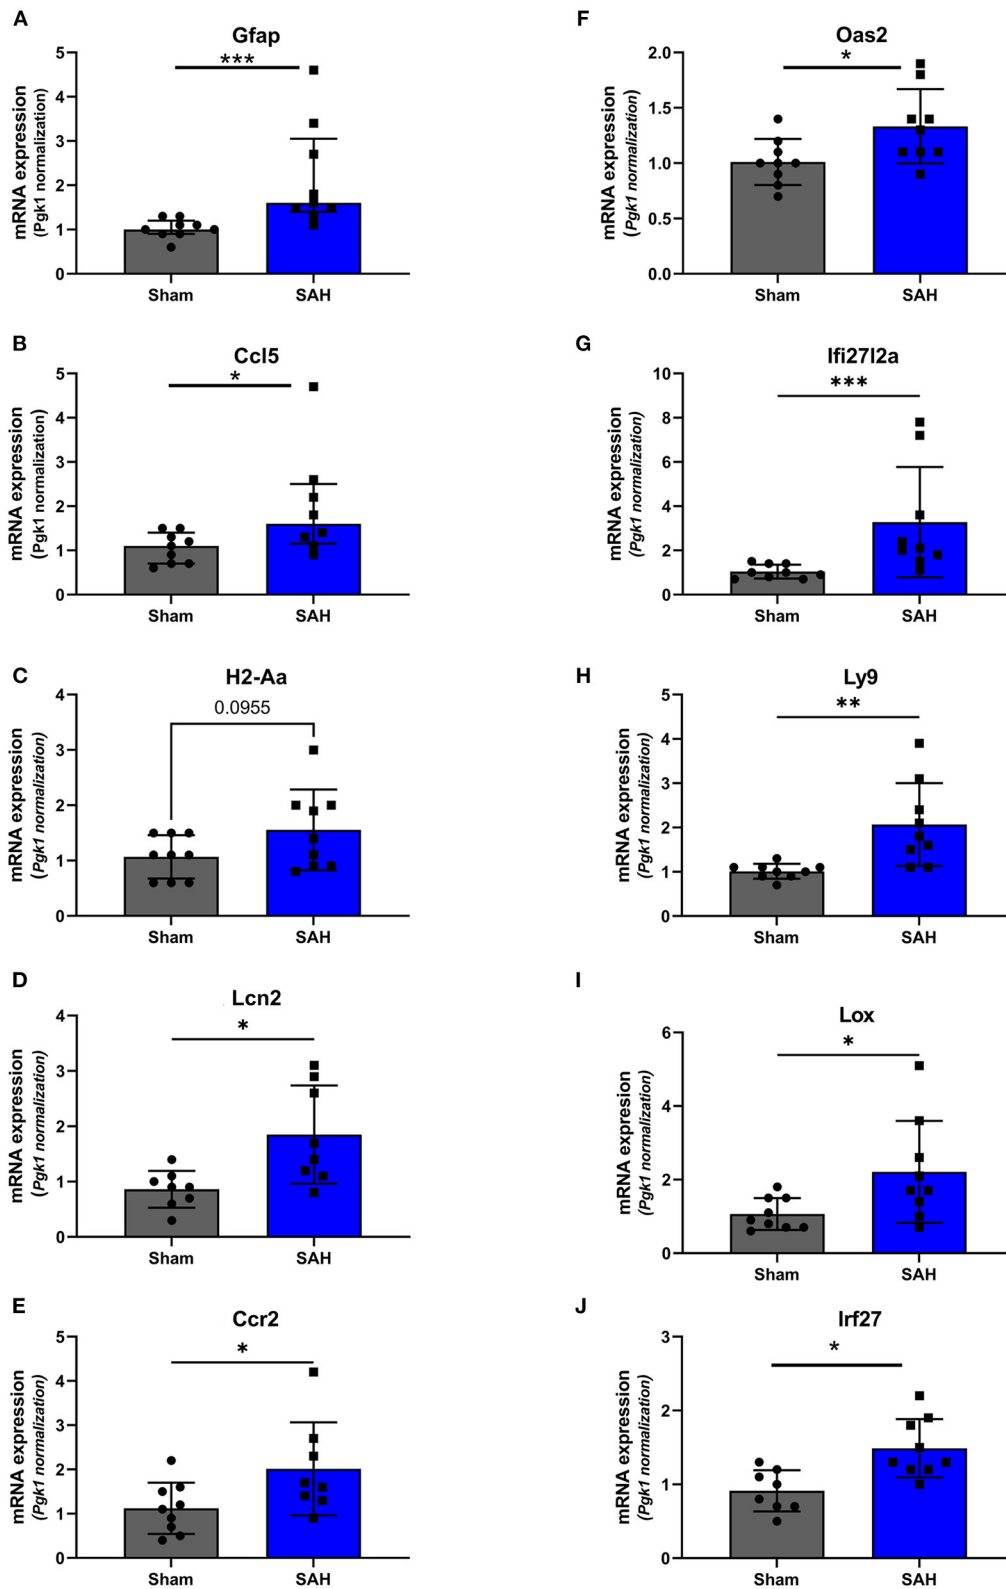 A
Gfap
***
mRNA expression
(Pgk1 normalization)
5
4
3
2
1
0
Sham
SAH
B
Ccl5
*
mRNA expression
(Pgk1 normalization)
5
4
3
2
1
0
Sham
SAH
C
H2-Aa
0.0955
mRNA expression
(Pgk1 normalization)
4
3
2
1
0
Sham
SAH
D
Lcn2
*
mRNA expression
(Pgk1 normalization)
4
3
2
1
0
Sham
SAH
E
Ccr2
*
mRNA expression
(Pgk1 normalization)
5
4
3
2
1
0
Sham
SAH
F
Oas2
*
mRNA expression
(Pgk1 normalization)
2.0
1.5
1.0
0.5
0.0
Sham
SAH
G
Ifi27l2a
***
mRNA expression
(Pgk1 normalization)
10
8
6
4
2
0
Sham
SAH
H
Ly9
**
mRNA expression
(Pgk1 normalization)
5
4
3
2
1
0
Sham
SAH
I
Lox
*
mRNA expresion
(Pgk1 normalization)
6
4
2
0
Sham
SAH
J
Irf27
*
mRNA expression
(Pgk1 normalization)
3
2
1
0
Sham
SAH